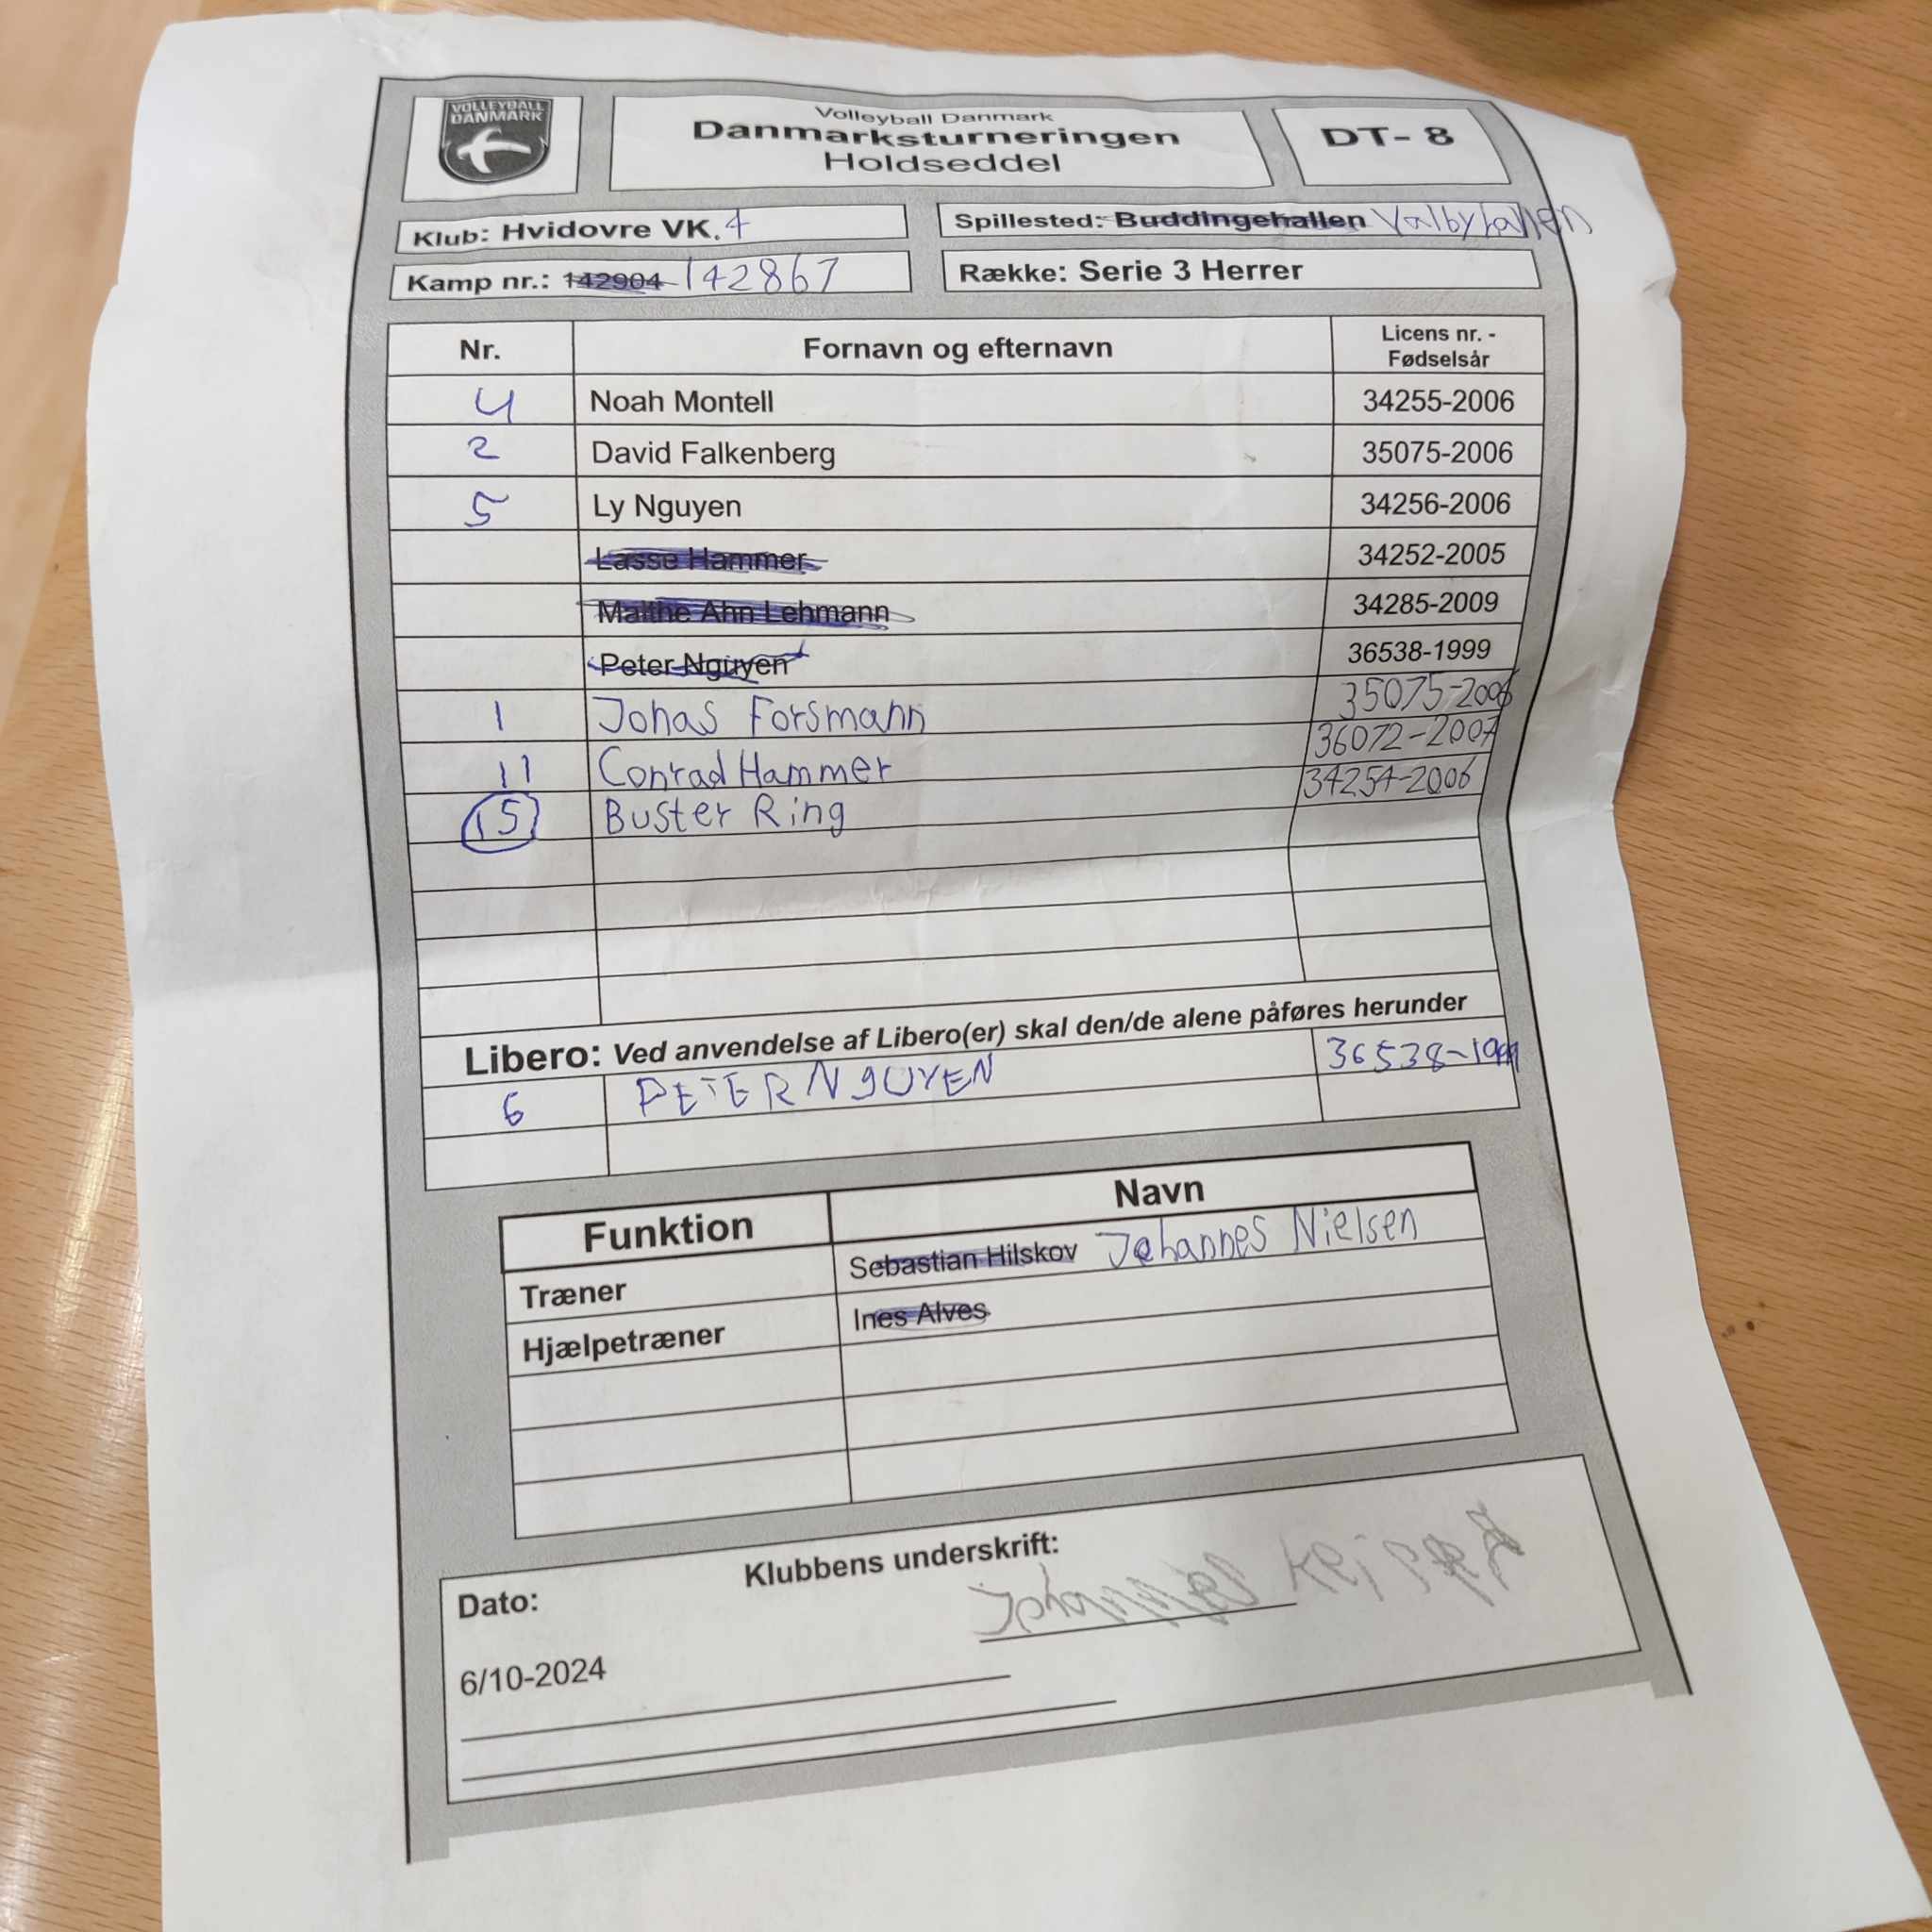 VOLLEYBALL
DANMARK
Volleyball Danmark
Danmarksturneringen
Holdseddel
DT- 8
Klub: Hvidovre VK. 4
Spillested: Buddingehallen Valbyhallen
Kamp nr.: 142904 142867
Række: Serie 3 Herrer
Nr. Fornavn og efternavn Licens nr. -
Fødselsår
4 Noah Montell 34255-2006
2 David Falkenberg 35075-2006
5 Ly Nguyen 34256-2006
Lasse Hammer 34252-2005
Malthe Ahn Lehmann 34285-2009
Peter Nguyen 36538-1999
1 Johas Forsmann 35075-2006
11 Conrad Hammer 36072-2007
15 Buster Ring 34254-2006
Libero: Ved anvendelse af Libero(er) skal den/de alene påføres herunder
6 PETER NGUYEN 36538-1999
Funktion Navn
Træner Sebastian Hilskov Johannes Nielsen
Hjælpetræner Ines Alves
Dato: Klubbens underskrift:
Johannes
6/10-2024